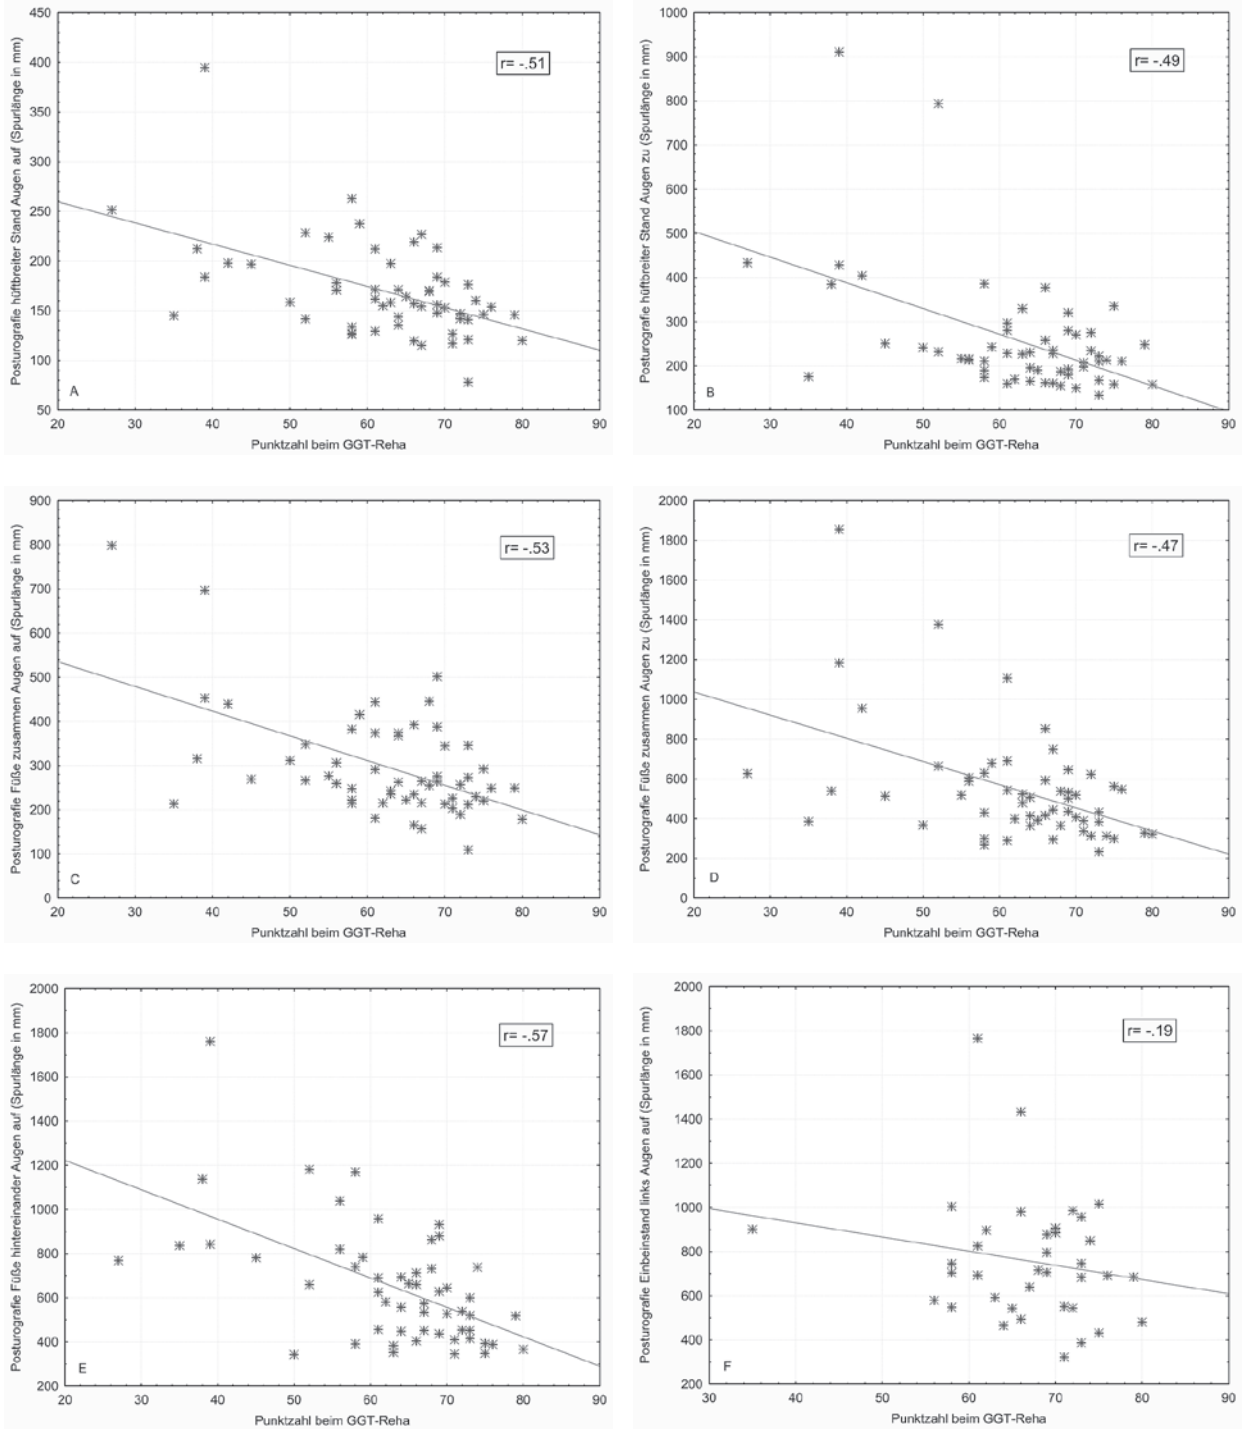 Posturografie hüftbreiter Stand Augen auf (Spurlänge in mm)
450
400
350
300
250
200
150
100
50
r= -.51
A
20 30 40 50 60 70 80 90
Punktzahl beim GGT-Reha
Posturografie hüftbreiter Stand Augen zu (Spurlänge in mm)
1000
900
800
700
600
500
400
300
200
100
r= -.49
B
20 30 40 50 60 70 80 90
Punktzahl beim GGT-Reha
Posturografie Füße zusammen Augen auf (Spurlänge in mm)
900
800
700
600
500
400
300
200
100
0
r= -.53
C
20 30 40 50 60 70 80 90
Punktzahl beim GGT-Reha
Posturografie Füße zusammen Augen zu (Spurlänge in mm)
2000
1800
1600
1400
1200
1000
800
600
400
200
0
r= -.47
D
20 30 40 50 60 70 80 90
Punktzahl beim GGT-Reha
Posturografie Füße hintereinander Augen auf (Spurlänge in mm)
2000
1800
1600
1400
1200
1000
800
600
400
200
r= -.57
E
20 30 40 50 60 70 80 90
Punktzahl beim GGT-Reha
Posturografie Einbeinstand links Augen auf (Spurlänge in mm)
2000
1800
1600
1400
1200
1000
800
600
400
200
r= -.19
F
30 40 50 60 70 80 90
Punktzahl beim GGT-Reha